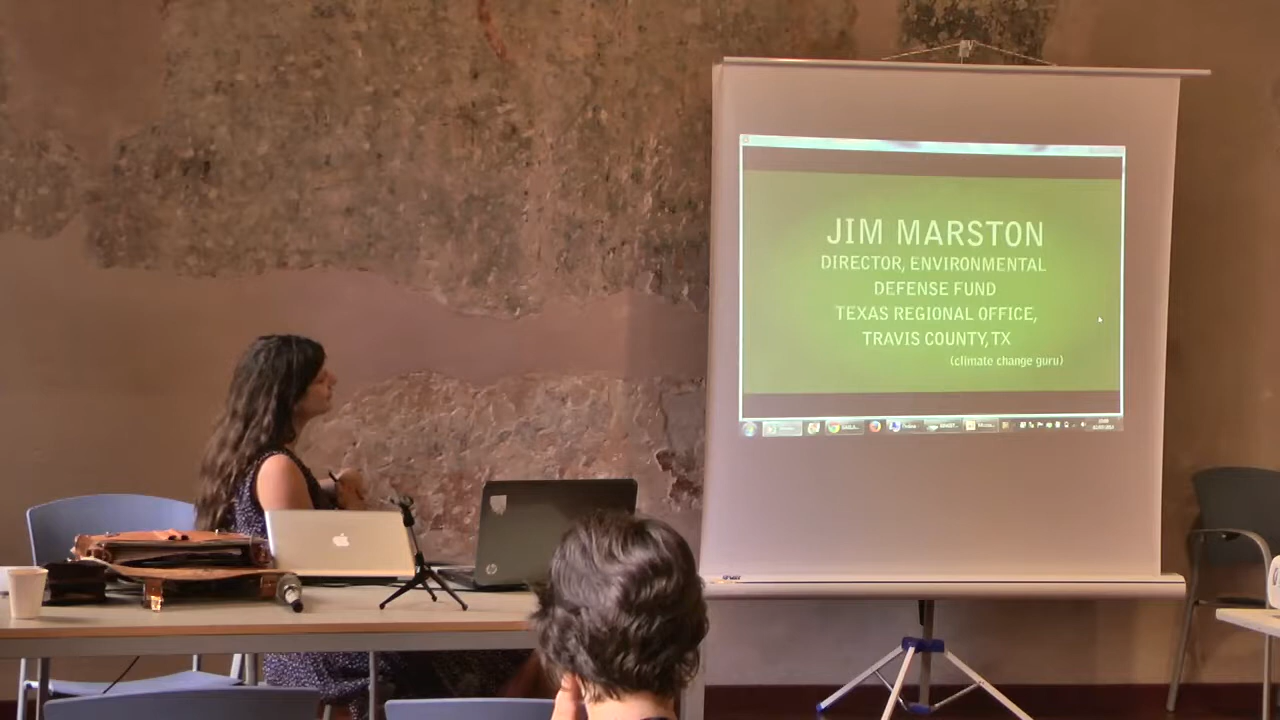 JIM MARSTON
DIRECTOR, ENVIRONMENTAL
DEFENSE FUND
TEXAS REGIONAL OFFICE,
TRAVIS COUNTY, TX
(climate change guru)